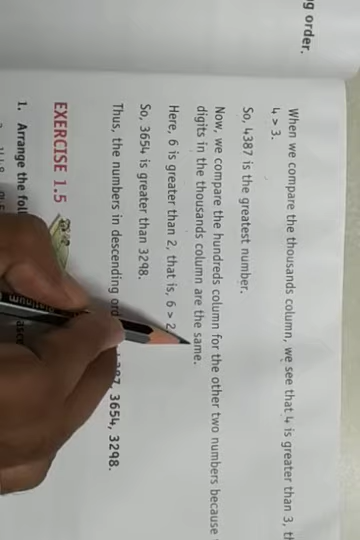 g order.
When we compare the thousands column, we see that 4 is greater than 3, th
4 > 3.
So, 4387 is the greatest number.
Now, we compare the hundreds column for the other two numbers because
digits in the thousands column are the same.
Here, 6 is greater than 2, that is, 6 > 2
So, 3654 is greater than 3298.
Thus, the numbers in descending ord 387, 3654, 3298.
EXERCISE 1.5
1. Arrange the fol asce
Platinum